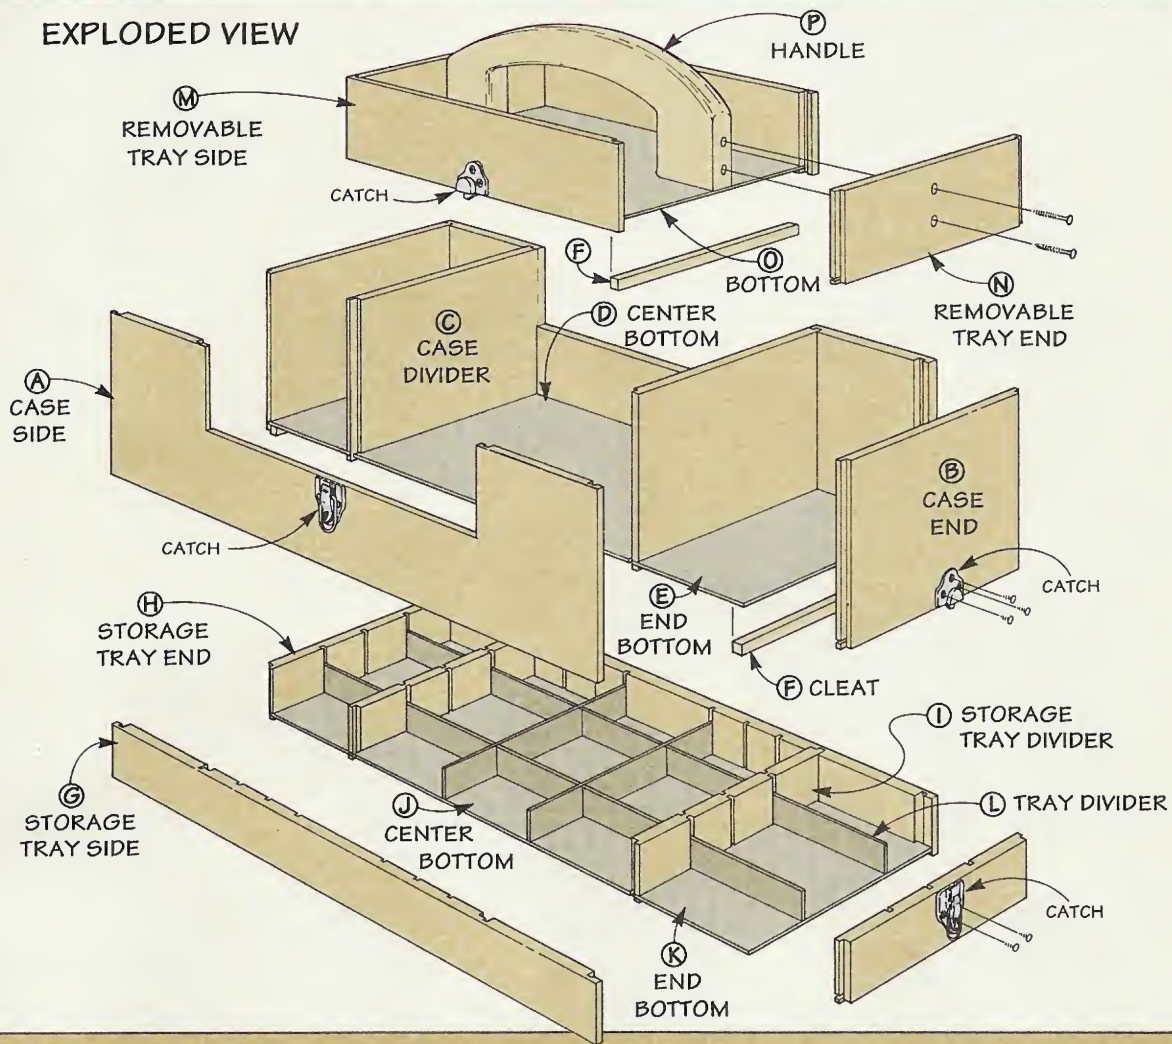 EXPLODED VIEW
P
HANDLE
M
REMOVABLE
TRAY SIDE
CATCH
F
O
BOTTOM
N
REMOVABLE
TRAY END
C
CASE
DIVIDER
D CENTER
BOTTOM
A
CASE
SIDE
B
CASE
END
CATCH
CATCH
E
END
BOTTOM
F CLEAT
H
STORAGE
TRAY END
I STORAGE
TRAY DIVIDER
G
STORAGE
TRAY SIDE
J
CENTER
BOTTOM
L TRAY DIVIDER
CATCH
K
END
BOTTOM